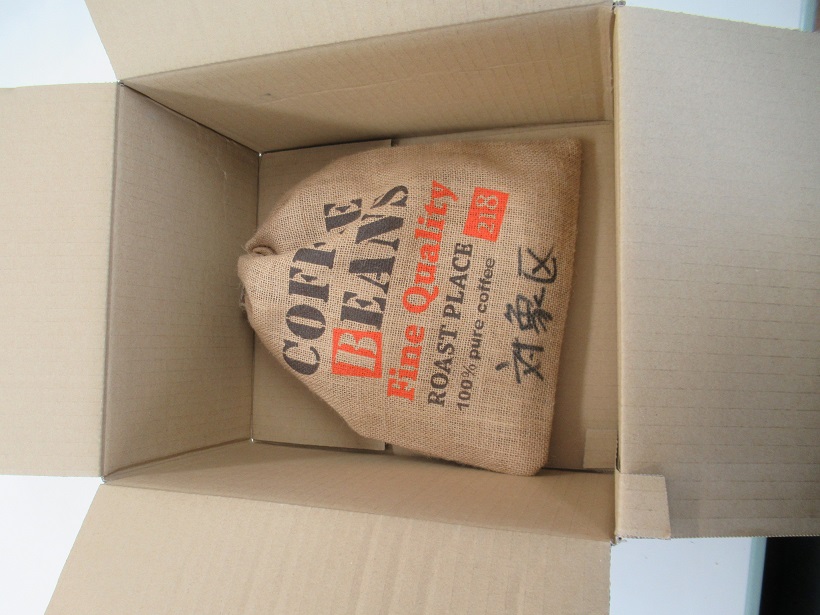 COFFEE
BEANS
Fine Quality
ROAST PLACE
218
100% pure coffee
対象区